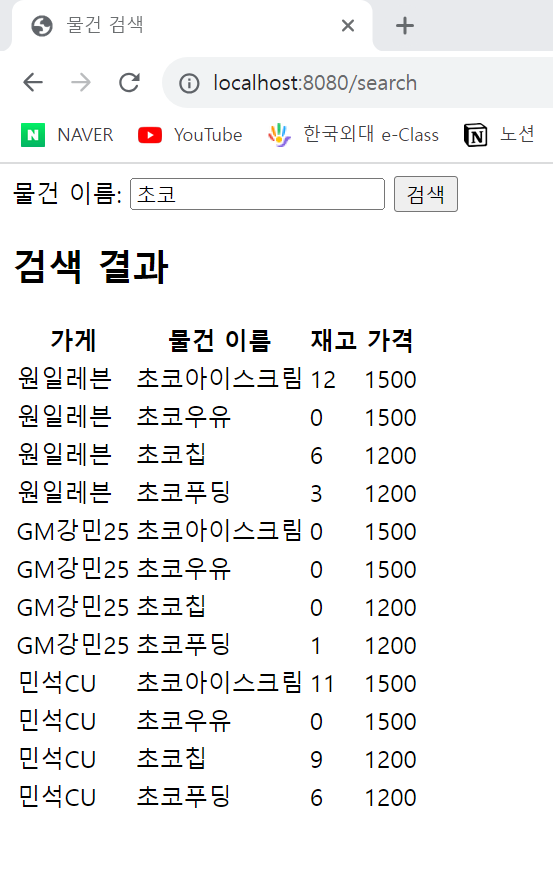 물건 검색
localhost:8080/search
N NAVER YouTube 한국외대 e-Class N 노션
물건 이름: 초코 검색
검색 결과
가게 물건 이름 재고 가격
원일레븐 초코아이스크림 12 1500
원일레븐 초코우유 0 1500
원일레븐 초코칩 6 1200
원일레븐 초코푸딩 3 1200
GM강민25 초코아이스크림 0 1500
GM강민25 초코우유 0 1500
GM강민25 초코칩 0 1200
GM강민25 초코푸딩 1 1200
민석CU 초코아이스크림 11 1500
민석CU 초코우유 0 1500
민석CU 초코칩 9 1200
민석CU 초코푸딩 6 1200